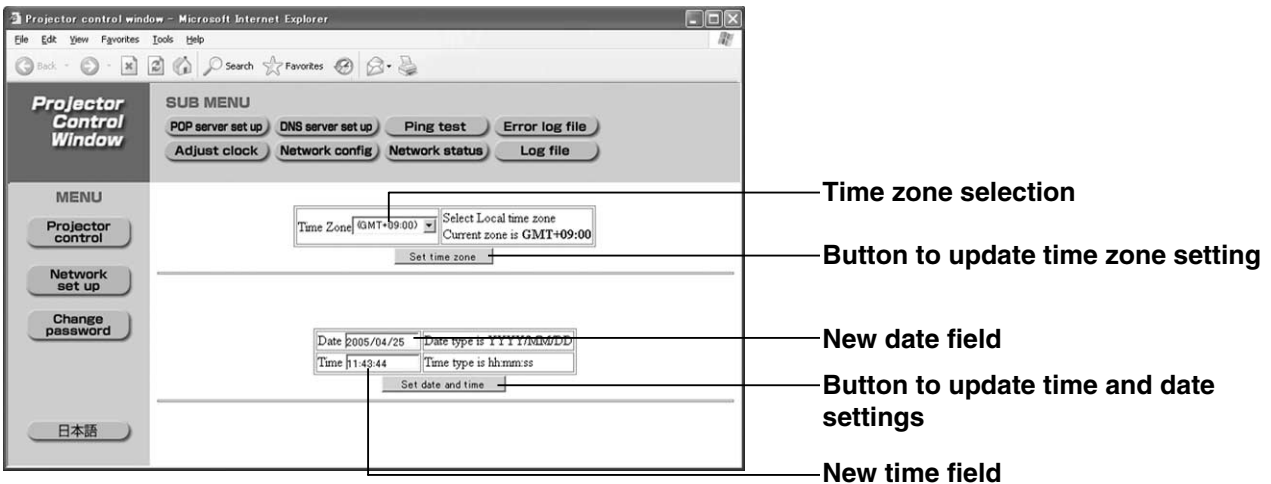 Projector control window - Microsoft Internet Explorer
File Edit View Favorites Tools Help
Back Search Favorites
Projector
Control
Window
SUB MENU
POP server set up DNS server set up Ping test Error log file
Adjust clock Network config Network status Log file
MENU
Projector
control
Network
set up
Change
password
日本語
Time Zone (GMT+09:00) Select Local time zone
Current zone is GMT+09:00
Set time zone
Date 2005/04/25 Date type is YYYY/MM/DD
Time 11:43:44 Time type is hh:mm:ss
Set date and time
Time zone selection
Button to update time zone setting
New date field
Button to update time and date
settings
New time field